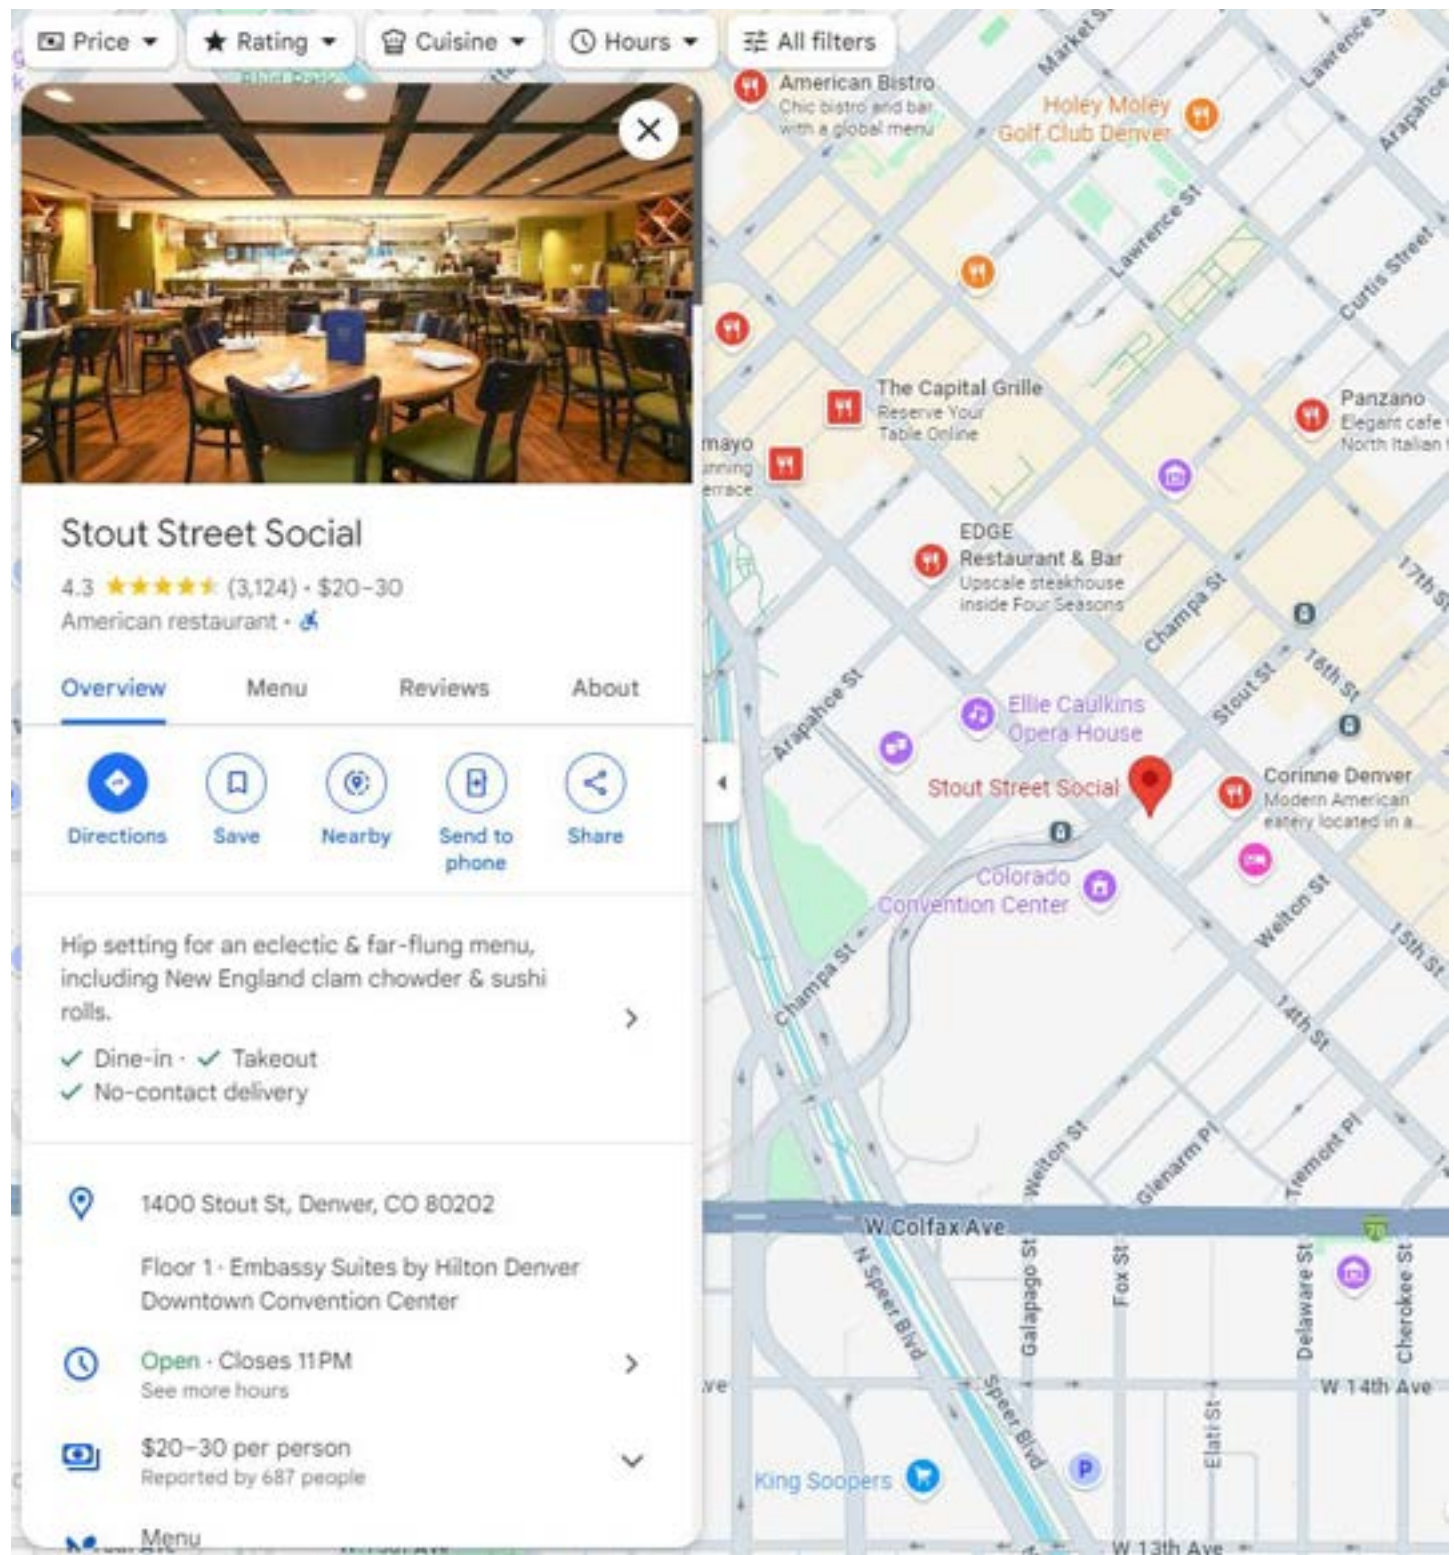 Price
Rating
Cuisine
Hours
All filters
Stout Street Social
4.3 (3,124) · $20–30
American restaurant ·
Overview
Menu
Reviews
About
Directions
Save
Nearby
Send to
phone
Share
Hip setting for an eclectic & far-flung menu,
including New England clam chowder & sushi
rolls.
Dine-in · Takeout
No-contact delivery
1400 Stout St, Denver, CO 80202
Floor 1 · Embassy Suites by Hilton Denver
Downtown Convention Center
Open · Closes 11 PM
See more hours
$20–30 per person
Reported by 687 people
Menu
American Bistro
Chic bistro and bar
with a global menu
Market S
Lawrence S
Arapahoe
Holey Moley
Golf Club Denver
Lawrence St
Curtis Street
The Capital Grille
Reserve Your
Table Online
Panzano
Elegant cafe
North Italian
mayo
unning
errace
EDGE
Restaurant & Bar
Upscale steakhouse
inside Four Seasons
17th S
Champa St
16th St
Stout St
Arapahoe St
Ellie Caulkins
Opera House
Stout Street Social
Corinne Denver
Modern American
eatery located in a...
Colorado
Convention Center
Welton St
15th St
Champa St
14th St
Welton St
Glenarm Pl
Tremont Pl
W Colfax Ave
N Speer Blvd
Galapago St
Fox St
Delaware St
Cherokee St
W 14th Ave
ve
Speer Blvd
Elati St
P
King Soopers
W 13th Ave